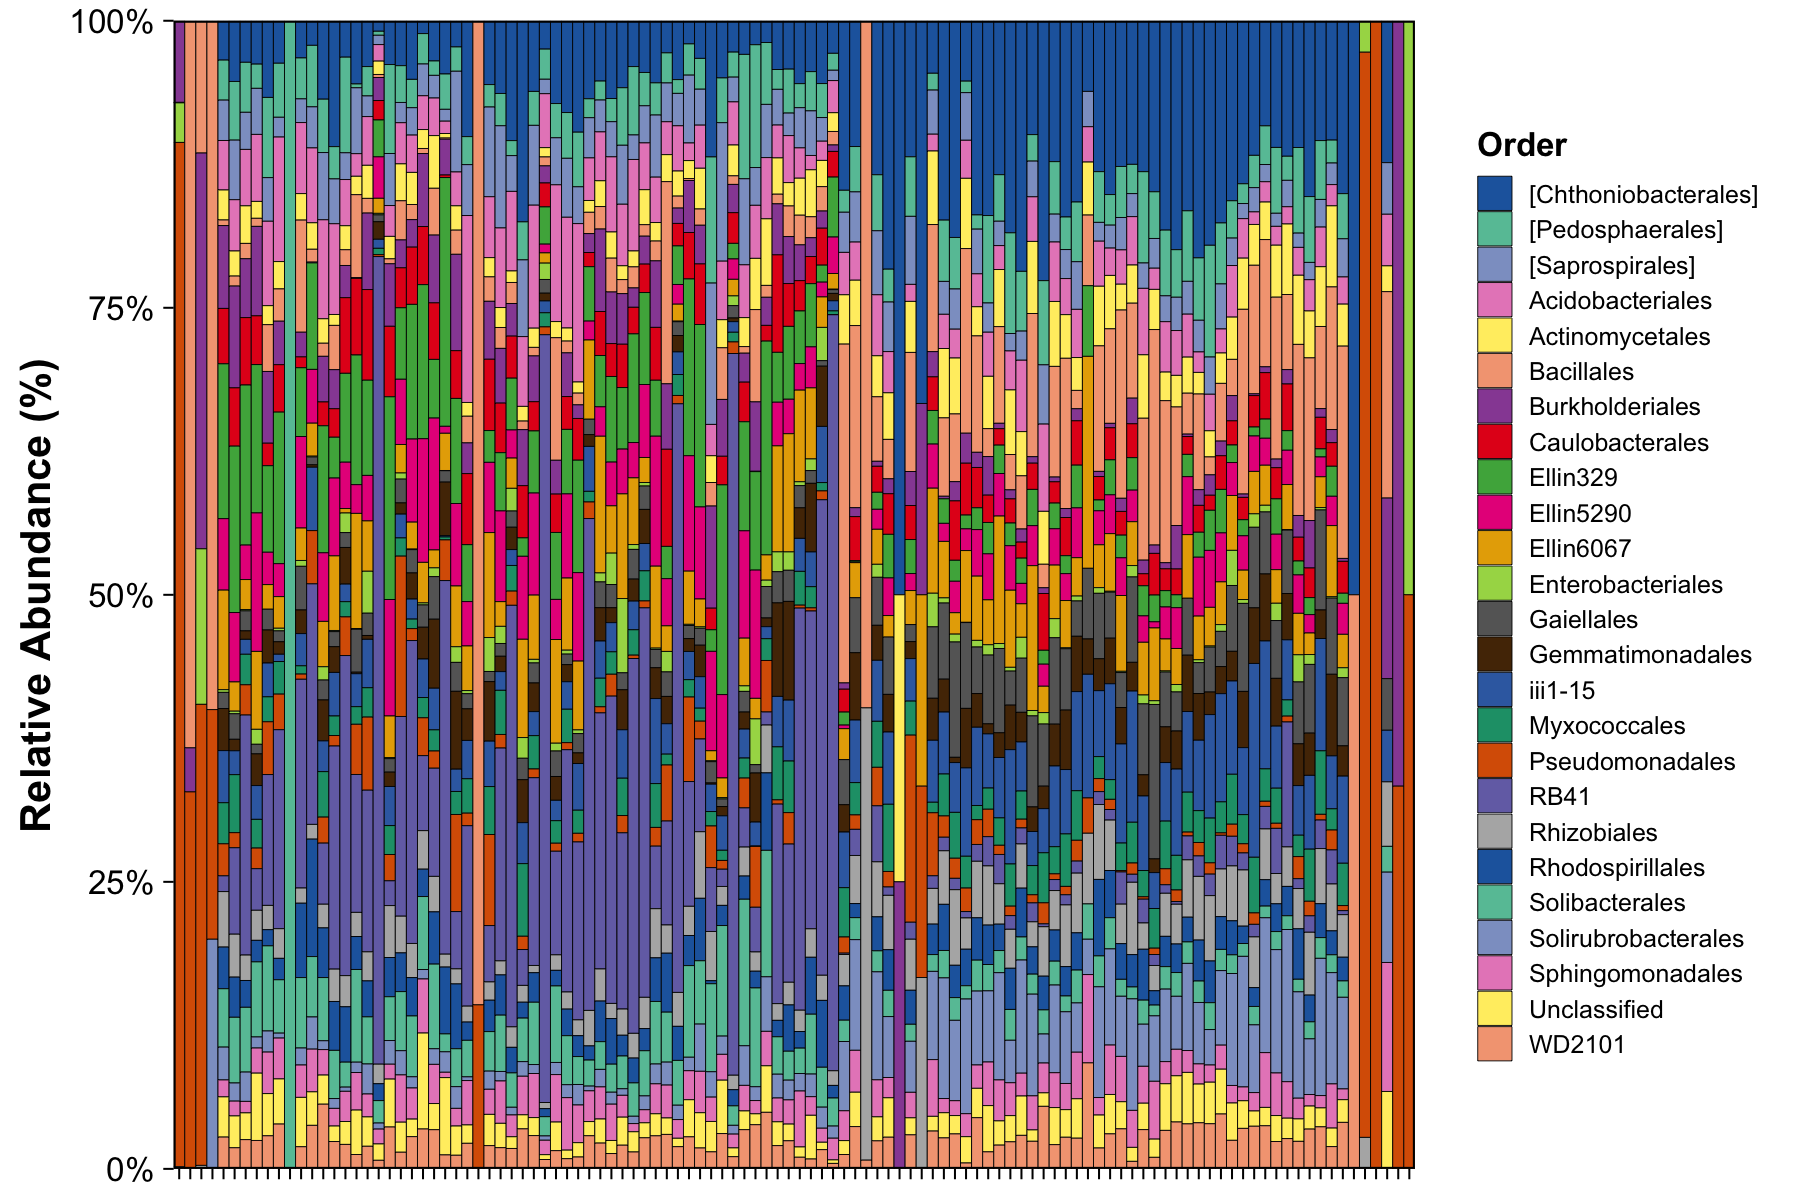 100%
75%
50%
25%
0%
Relative Abundance (%)
Order
[Chthoniobacterales]
[Pedosphaerales]
[Saprospirales]
Acidobacteriales
Actinomycetales
Bacillales
Burkholderiales
Caulobacterales
Ellin329
Ellin5290
Ellin6067
Enterobacteriales
Gaiellales
Gemmatimonadales
iii1-15
Myxococcales
Pseudomonadales
RB41
Rhizobiales
Rhodospirillales
Solibacterales
Solirubrobacterales
Sphingomonadales
Unclassified
WD2101